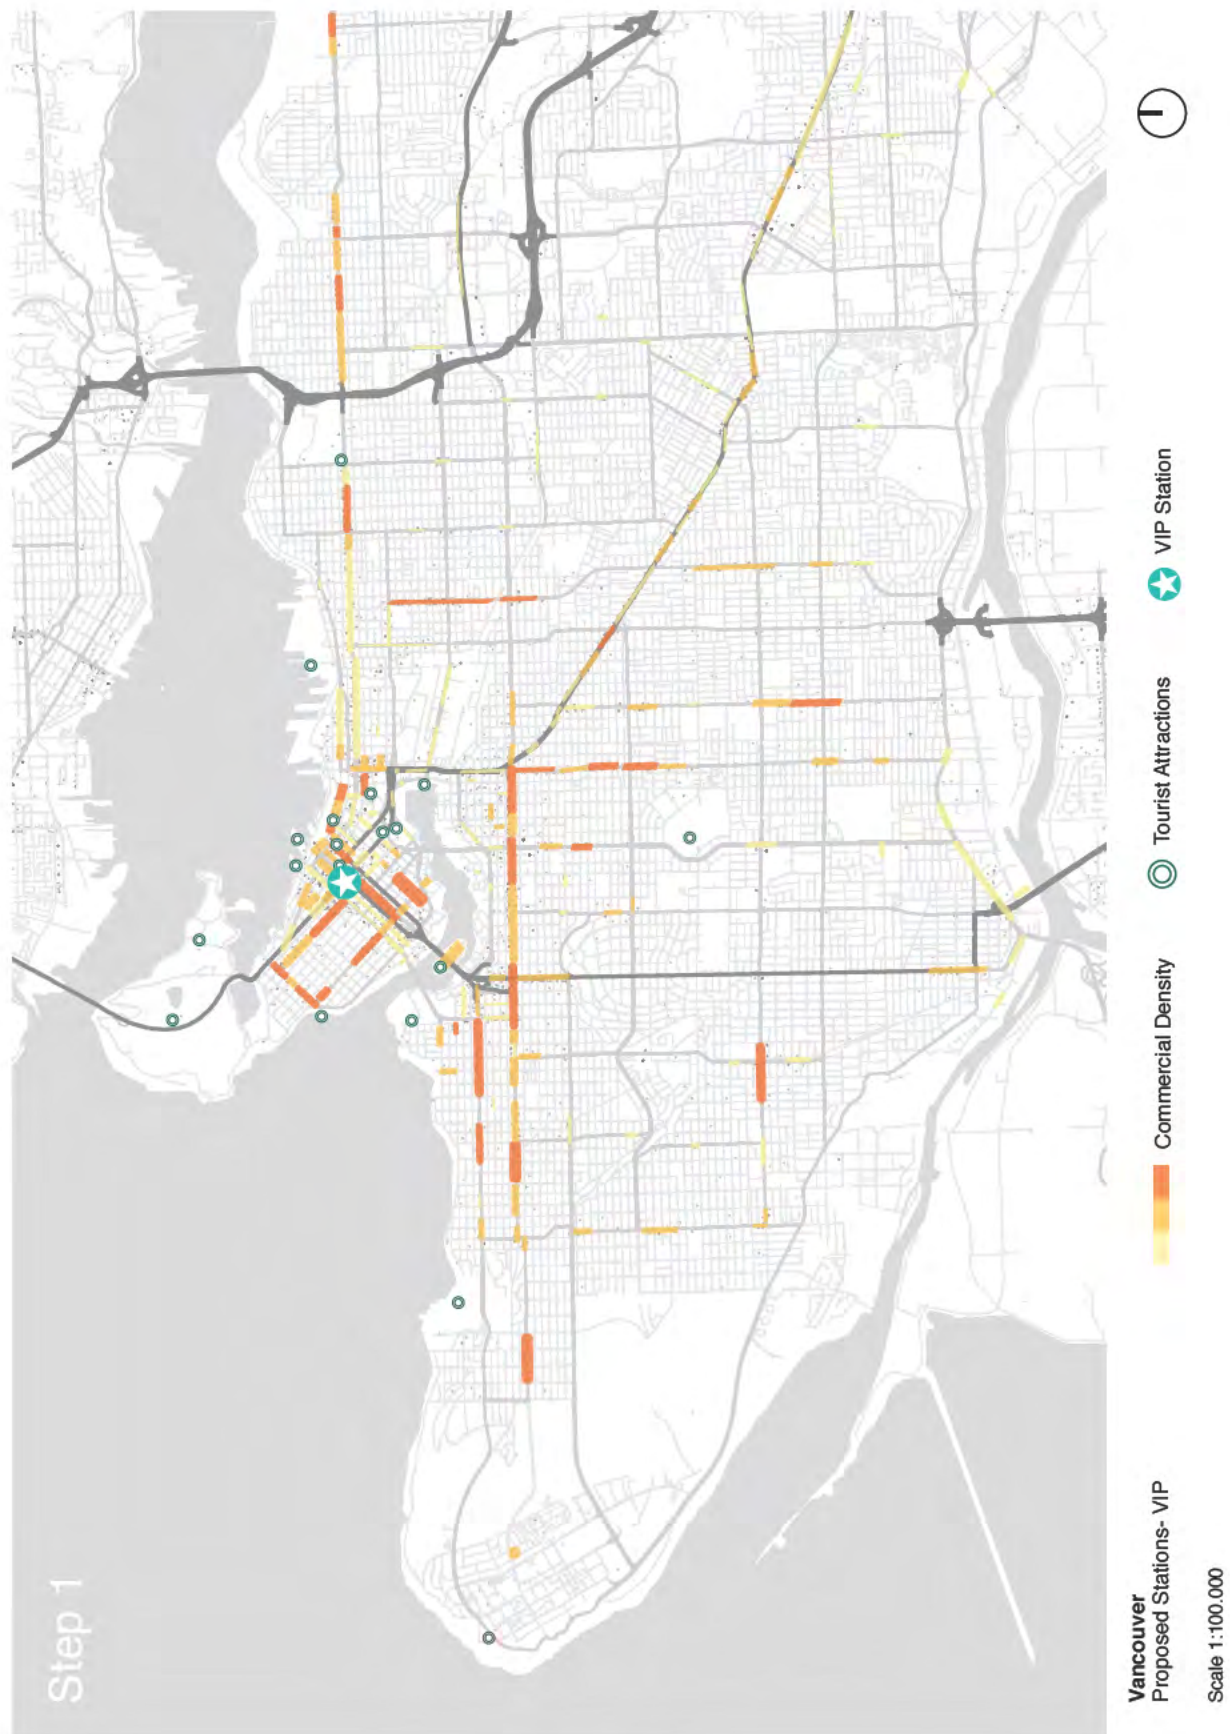 Step 1
Vancouver
Proposed Stations- VIP
Scale 1:100.000
Commercial Density
Tourist Attractions
VIP Station